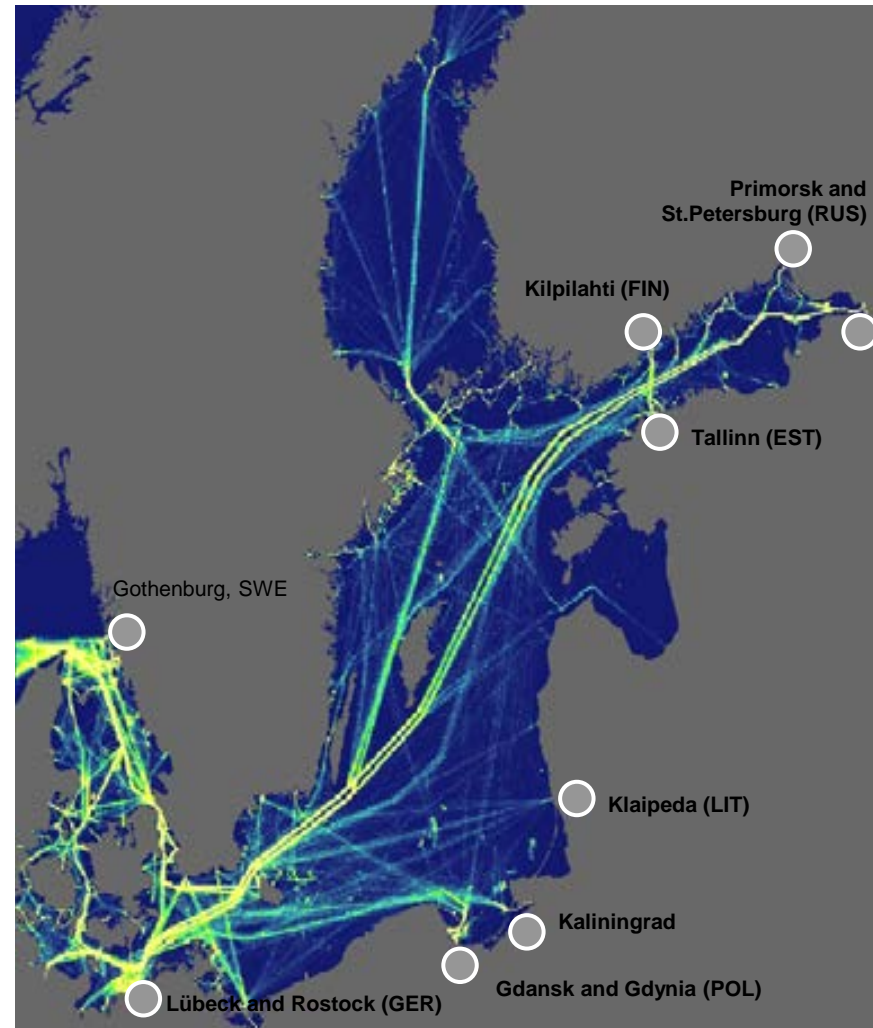 Primorsk and
St.Petersburg (RUS)
Kilpilahti (FIN)
Tallinn (EST)
Gothenburg, SWE
Klaipeda (LIT)
Kaliningrad
Gdansk and Gdynia (POL)
Lübeck and Rostock (GER)